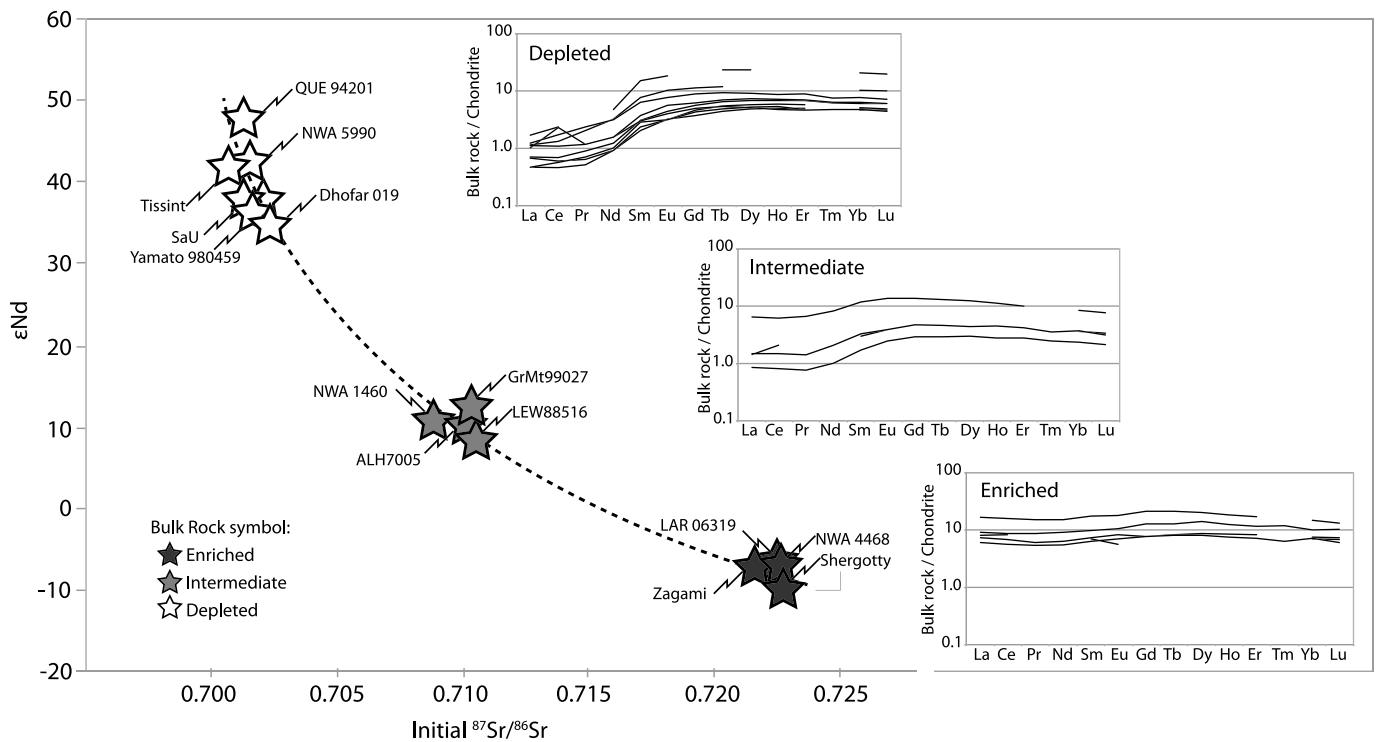 60
50
40
30
20
10
0
-10
-20
εNd
0.700 0.705 0.710 0.715 0.720 0.725
Initial ⁸⁷Sr/⁸⁶Sr
QUE 94201
NWA 5990
Tissint
Dhofar 019
SaU
Yamato 980459
NWA 1460
GrMt99027
LEW88516
ALH7005
LAR 06319
NWA 4468
Shergotty
Zagami
Bulk Rock symbol:
Enriched
Intermediate
Depleted
Depleted
Bulk rock / Chondrite
100
10
1.0
0.1
La Ce Pr Nd Sm Eu Gd Tb Dy Ho Er Tm Yb Lu
Intermediate
Bulk rock / Chondrite
100
10
1.0
0.1
La Ce Pr Nd Sm Eu Gd Tb Dy Ho Er Tm Yb Lu
Enriched
Bulk rock / Chondrite
100
10
1.0
0.1
La Ce Pr Nd Sm Eu Gd Tb Dy Ho Er Tm Yb Lu